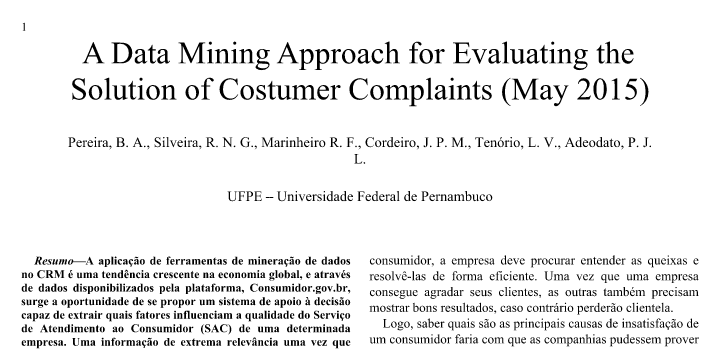 1
A Data Mining Approach for Evaluating the
Solution of Costumer Complaints (May 2015)
Pereira, B. A., Silveira, R. N. G., Marinheiro R. F., Cordeiro, J. P. M., Tenório, L. V., Adeodato, P. J.
L.
UFPE – Universidade Federal de Pernambuco
Resumo—A aplicação de ferramentas de mineração de dados
no CRM é uma tendência crescente na economia global, e através
de dados disponibilizados pela plataforma, Consumidor.gov.br,
surge a oportunidade de se propor um sistema de apoio à decisão
capaz de extrair quais fatores influenciam a qualidade do Serviço
de Atendimento ao Consumidor (SAC) de uma determinada
empresa. Uma informação de extrema relevância uma vez que
consumidor, a empresa deve procurar entender as queixas e
resolvê-las de forma eficiente. Uma vez que uma empresa
consegue agradar seus clientes, as outras também precisam
mostrar bons resultados, caso contrário perderão clientela.
Logo, saber quais são as principais causas de insatisfação de
um consumidor faria com que as companhias pudessem prover